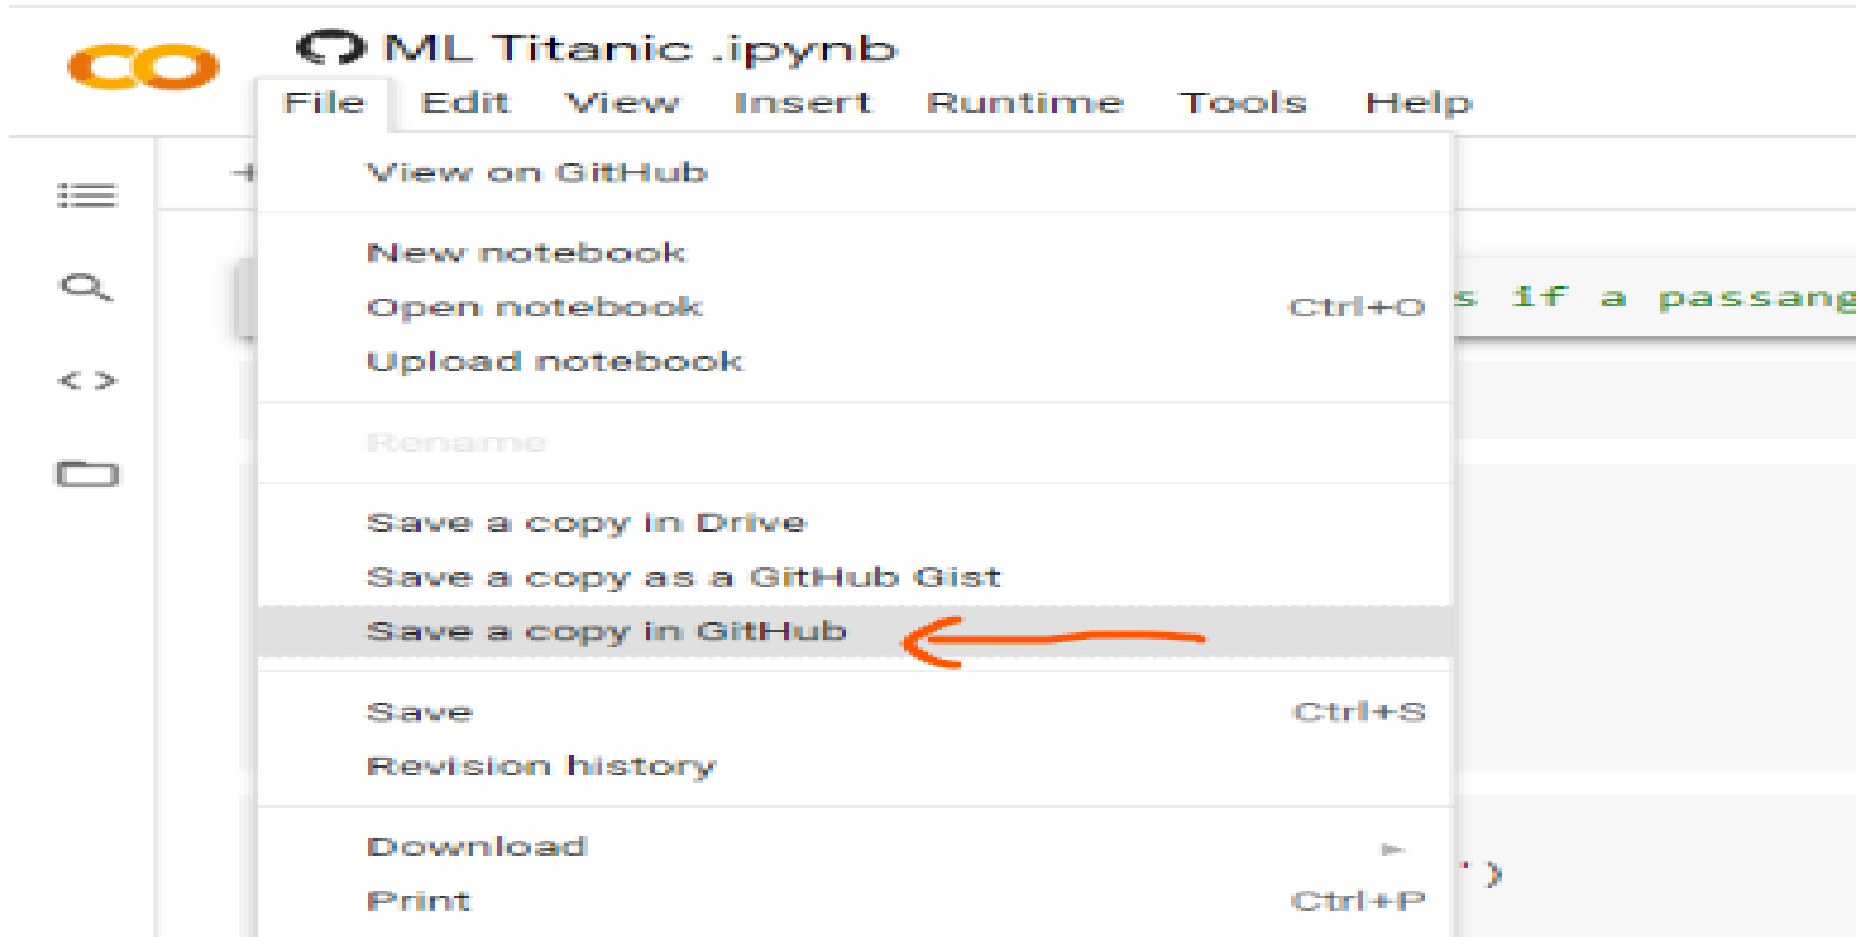 CO ML Titanic .ipynb
File Edit View Insert Runtime Tools Help
View on GitHub
New notebook
Open notebook Ctrl+O
s if a passang
Upload notebook
Rename
Save a copy in Drive
Save a copy as a GitHub Gist
Save a copy in GitHub
Save Ctrl+S
Revision history
Download
")
Print Ctrl+P